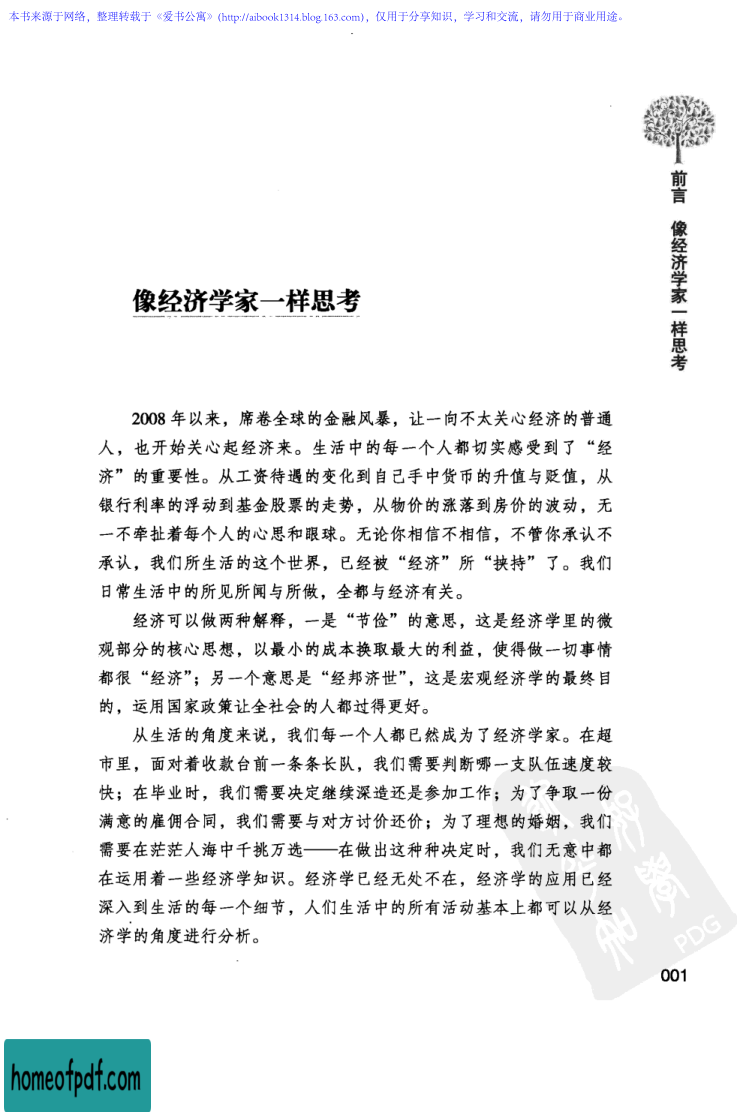 本书来源于网络，整理转载于《爱书公寓》(http://aibook1314.blog.163.com)，仅用于分享知识，学习和交流，请勿用于商业用途。
前言 像经济学家一样思考
像经济学家一样思考
2008 年以来，席卷全球的金融风暴，让一向不太关心经济的普通
人，也开始关心起经济来。生活中的每一个人都切实感受到了“经
济”的重要性。从工资待遇的变化到自己手中货币的升值与贬值，从
银行利率的浮动到基金股票的走势，从物价的涨落到房价的波动，无
一不牵扯着每个人的心思和眼球。无论你相信不相信，不管你承认不
承认，我们所生活的这个世界，已经被“经济”所“挟持”了。我们
日常生活中的所见所闻与所做，全都与经济有关。
经济可以做两种解释，一是“节俭”的意思，这是经济学里的微
观部分的核心思想，以最小的成本换取最大的利益，使得做一切事情
都很“经济”；另一个意思是“经邦济世”，这是宏观经济学的最终目
的，运用国家政策让全社会的人都过得更好。
从生活的角度来说，我们每一个人都已然成为了经济学家。在超
市里，面对着收款台前一条条长队，我们需要判断哪一支队伍速度较
快；在毕业时，我们需要决定继续深造还是参加工作；为了争取一份
满意的雇佣合同，我们需要与对方讨价还价；为了理想的婚姻，我们
需要在茫茫人海中千挑万选——在做出这种种决定时，我们无意中都
在运用着一些经济学知识。经济学已经无处不在，经济学的应用已经
深入到生活的每一个细节，人们生活中的所有活动基本上都可以从经
济学的角度进行分析。
PDG
001
homeofpdf.com